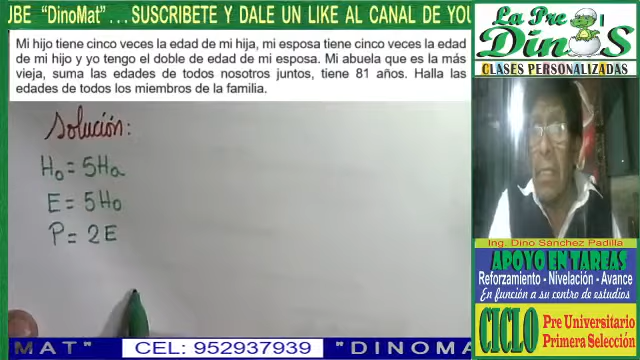 UBE "DinoMat"...SUSCRIBETE Y DALE UN LIKE AL CANAL DE YOU
La Pre
DinoS
CLASES PERSONALIZADAS
Mi hijo tiene cinco veces la edad de mi hija, mi esposa tiene cinco veces la edad
de mi hijo y yo tengo el doble de edad de mi esposa. Mi abuela que es la más
vieja, suma las edades de todos nosotros juntos, tiene 81 años. Halla las
edades de todos los miembros de la familia.
Solución:
Ho = 5Ha
E = 5Ho
P = 2E
Ing. Dino Sánchez Padilla
APOYO EN TAREAS
Reforzamiento - Nivelación - Avance
En función a su centro de estudios
CICLO Pre Universitario
Primera Selección
MAT" CEL: 952937939 "DINOMA